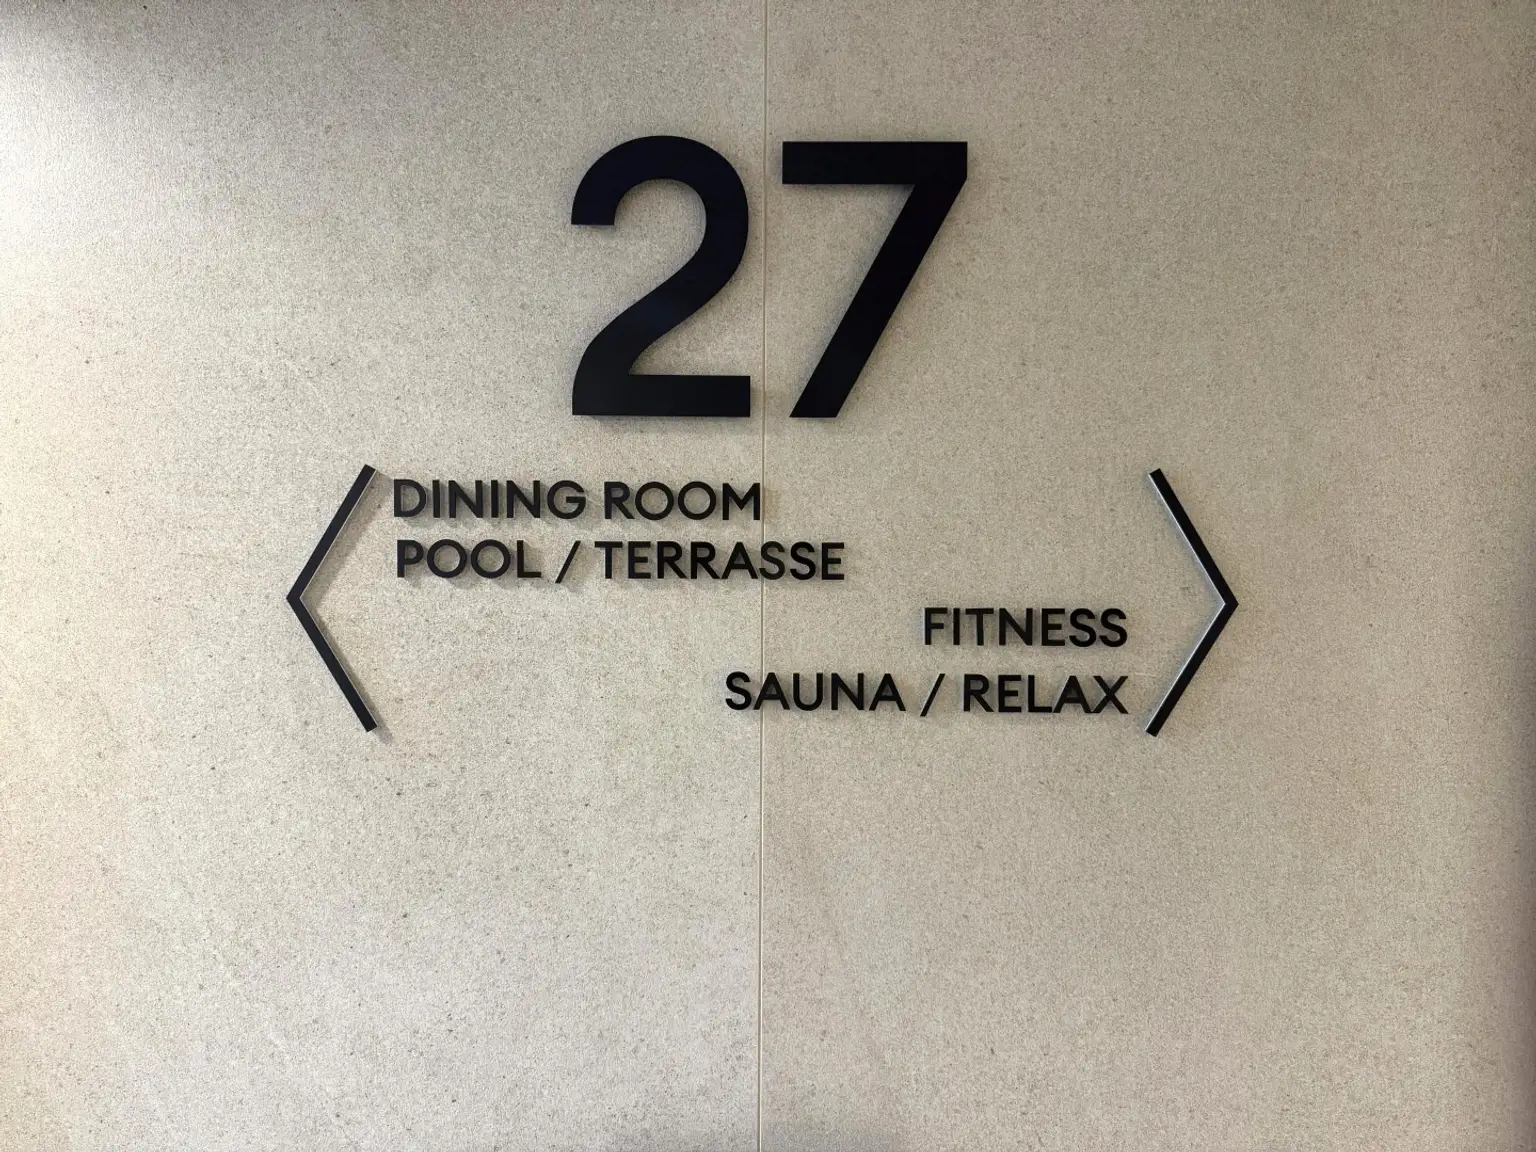 27
DINING ROOM
POOL / TERRASSE
FITNESS
SAUNA / RELAX